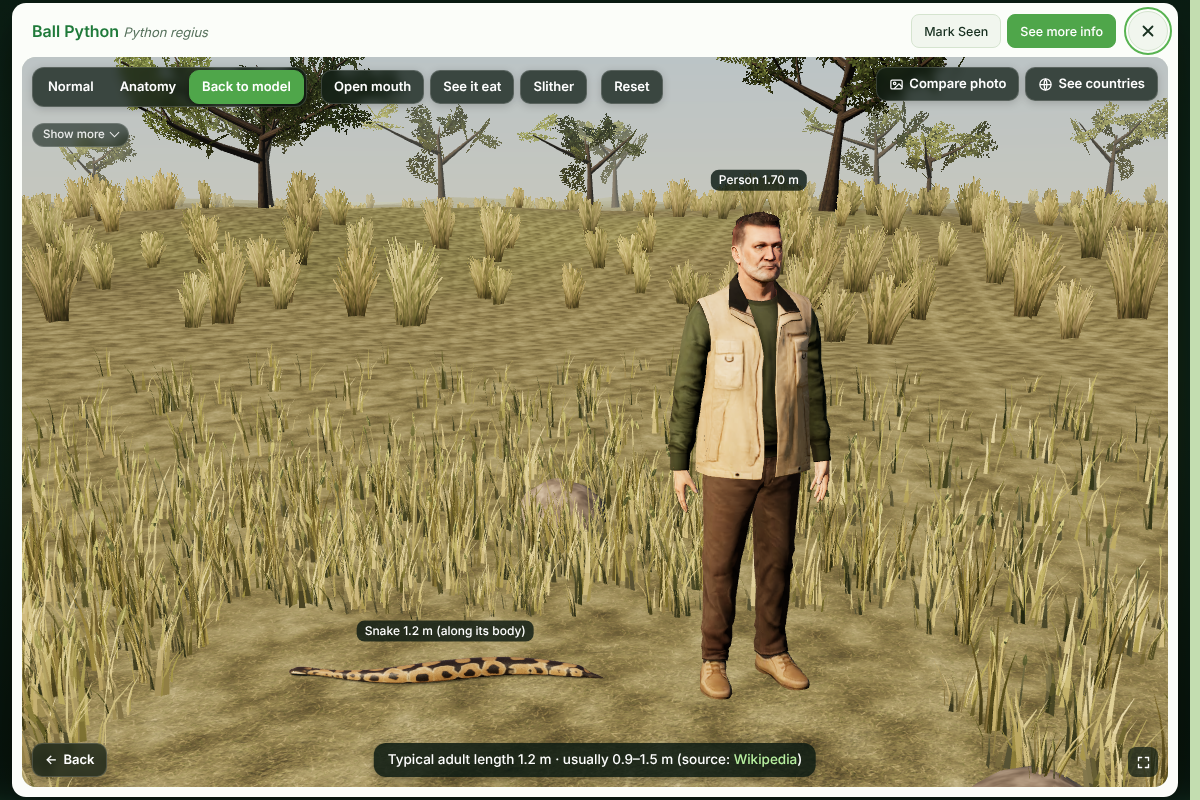 Ball Python Python regius
Mark Seen
See more info
Normal
Anatomy
Back to model
Open mouth
See it eat
Slither
Reset
Compare photo
See countries
Show more
Person 1.70 m
Snake 1.2 m (along its body)
Back
Typical adult length 1.2 m · usually 0.9–1.5 m (source: Wikipedia)